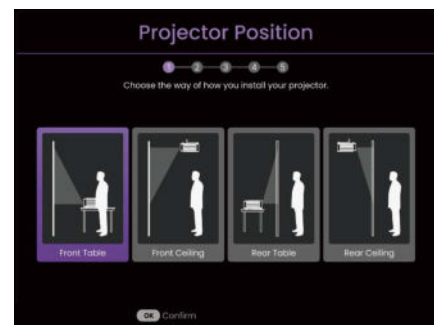 Projector Position
1 2 3 4 5
Choose the way of how you install your projector.
Front Table Front Ceiling Rear Table Rear Ceiling
OK Confirm